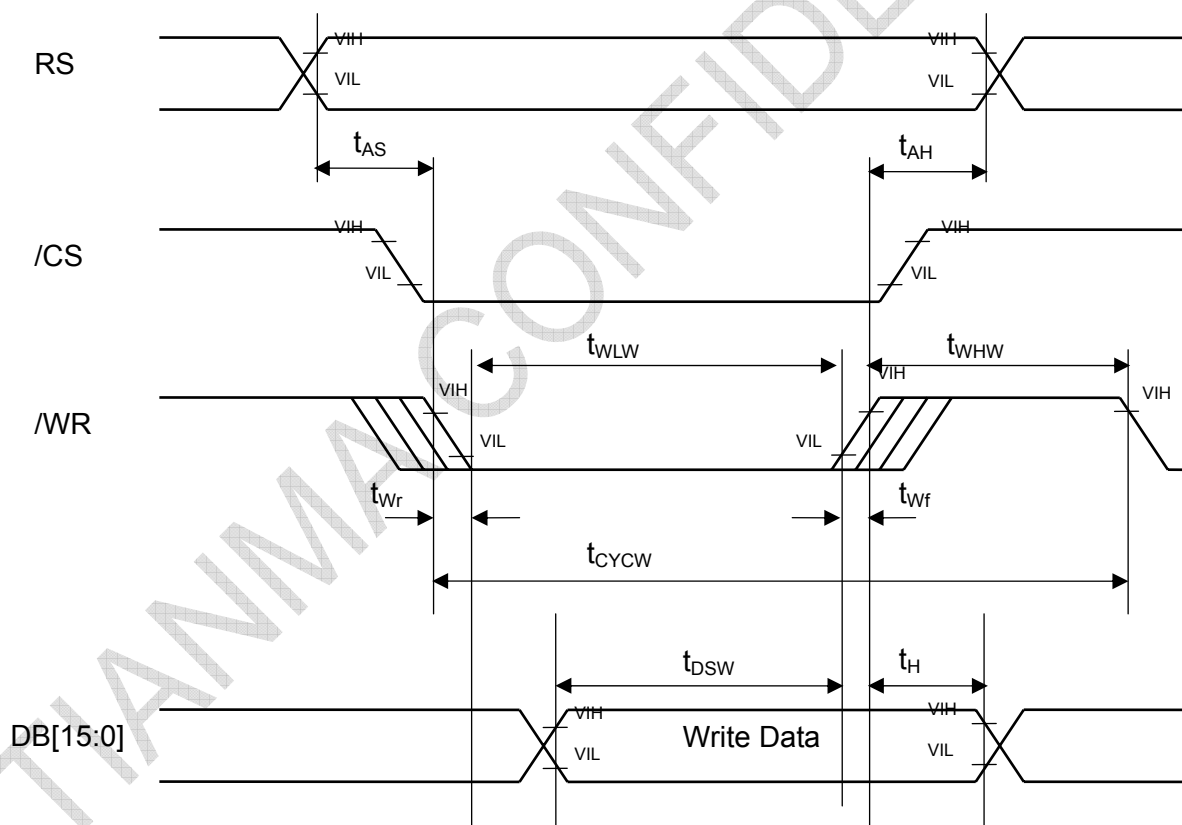 RS
VIH
VIL
VIH
VIL
tAS
tAH
/CS
VIH
VIL
VIH
VIL
tWLW
tWHW
/WR
VIH
VIL
VIL
VIH
VIH
tWr
tWf
tCYCW
tDSW
tH
DB[15:0]
VIH
VIL
Write Data
VIH
VIL
TIANMA CONFIDE